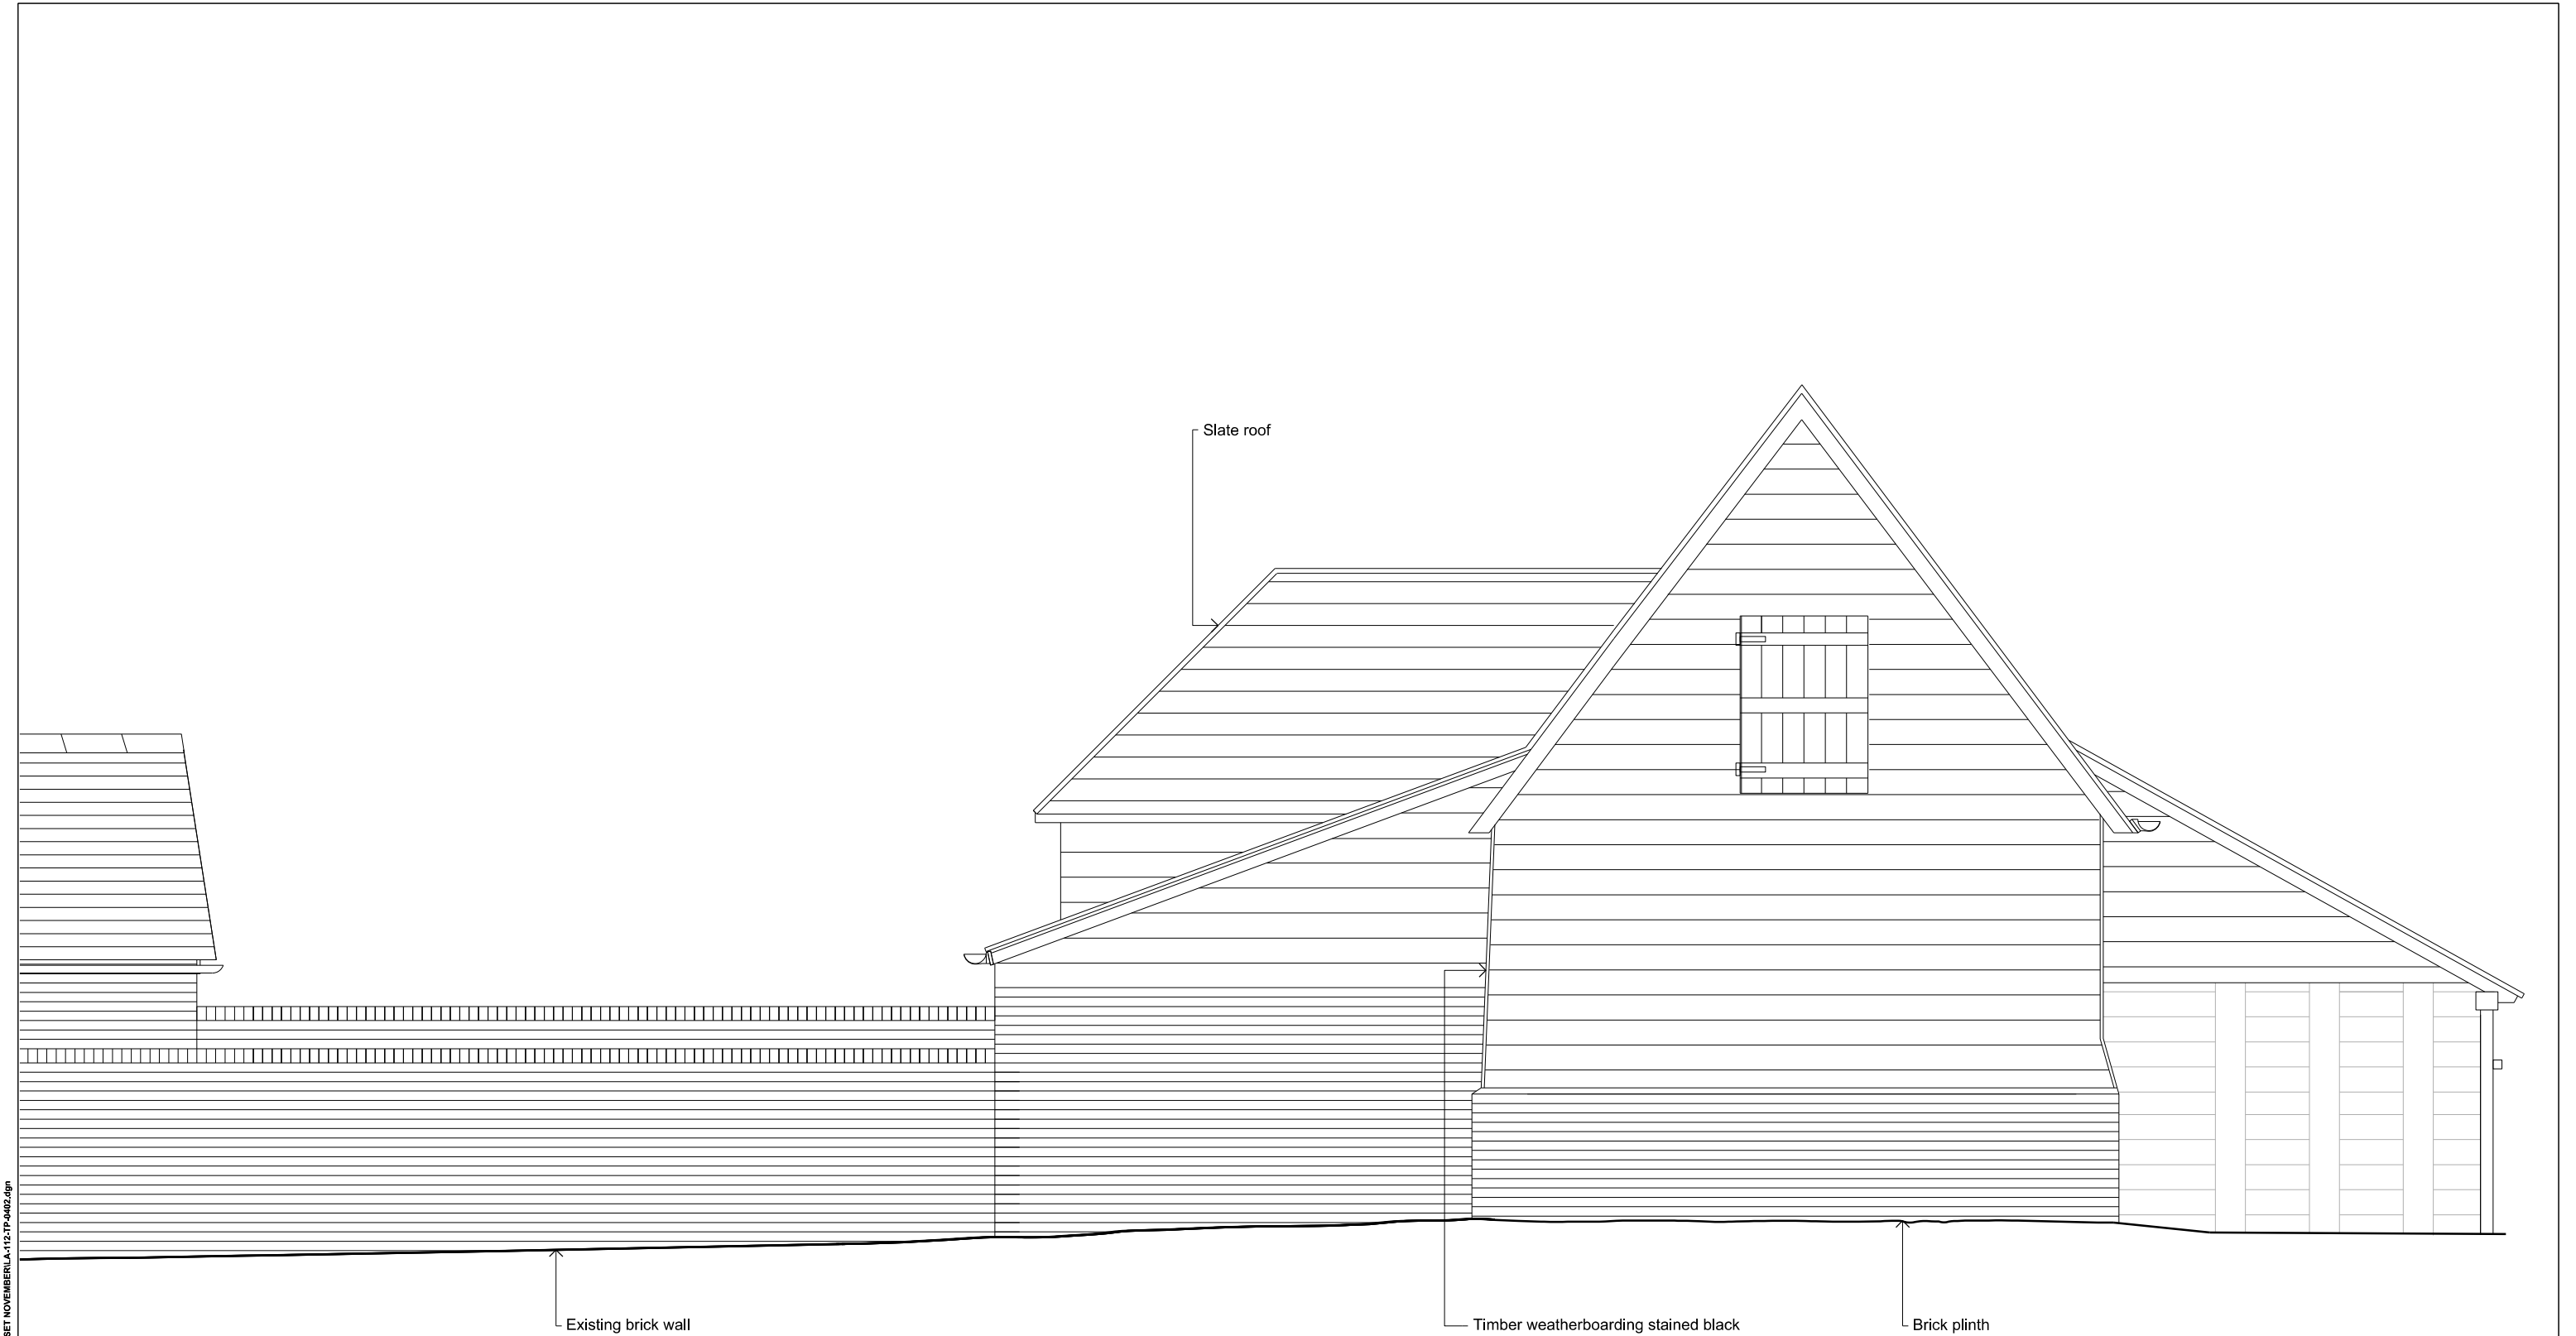 Slate roof
Existing brick wall
Timber weatherboarding stained black
Brick plinth
SET NOVEMBER\LA-112-TP-0402.dgn